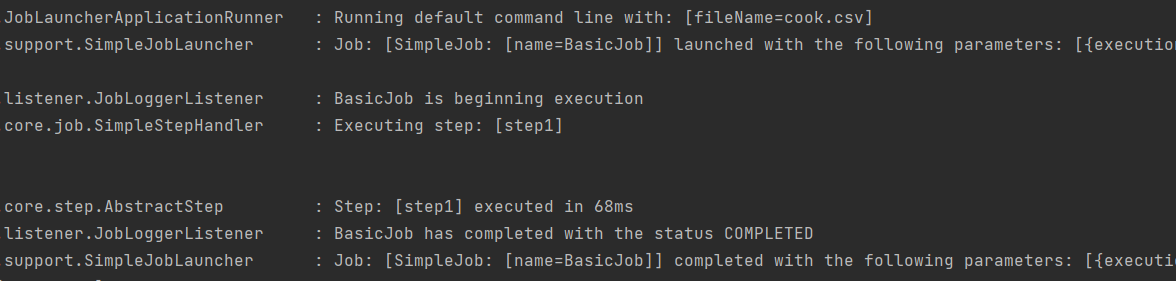 .JobLauncherApplicationRunner : Running default command line with: [fileName=cook.csv]
.support.SimpleJobLauncher : Job: [SimpleJob: [name=BasicJob]] launched with the following parameters: [{execution
.listener.JobLoggerListener : BasicJob is beginning execution
.core.job.SimpleStepHandler : Executing step: [step1]
.core.step.AbstractStep : Step: [step1] executed in 68ms
.listener.JobLoggerListener : BasicJob has completed with the status COMPLETED
.support.SimpleJobLauncher : Job: [SimpleJob: [name=BasicJob]] completed with the following parameters: [{executi